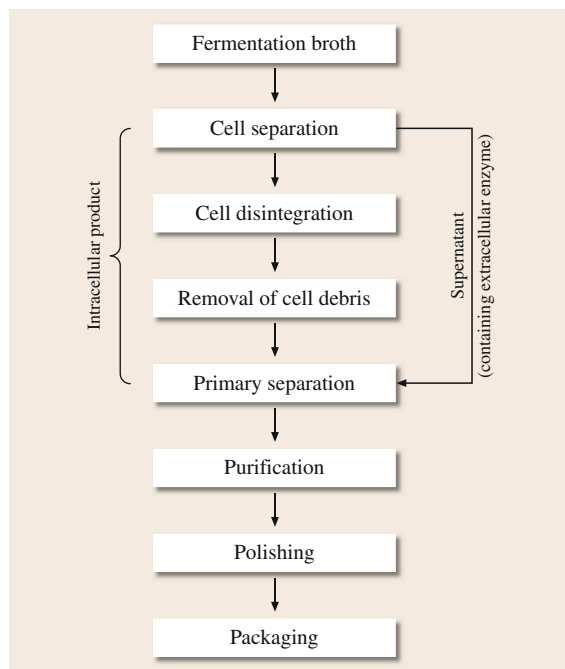 Fermentation broth
Cell separation
Cell disintegration
Removal of cell debris
Primary separation
Purification
Polishing
Packaging
Intracellular product
Supernatant
(containing extracellular enzyme)